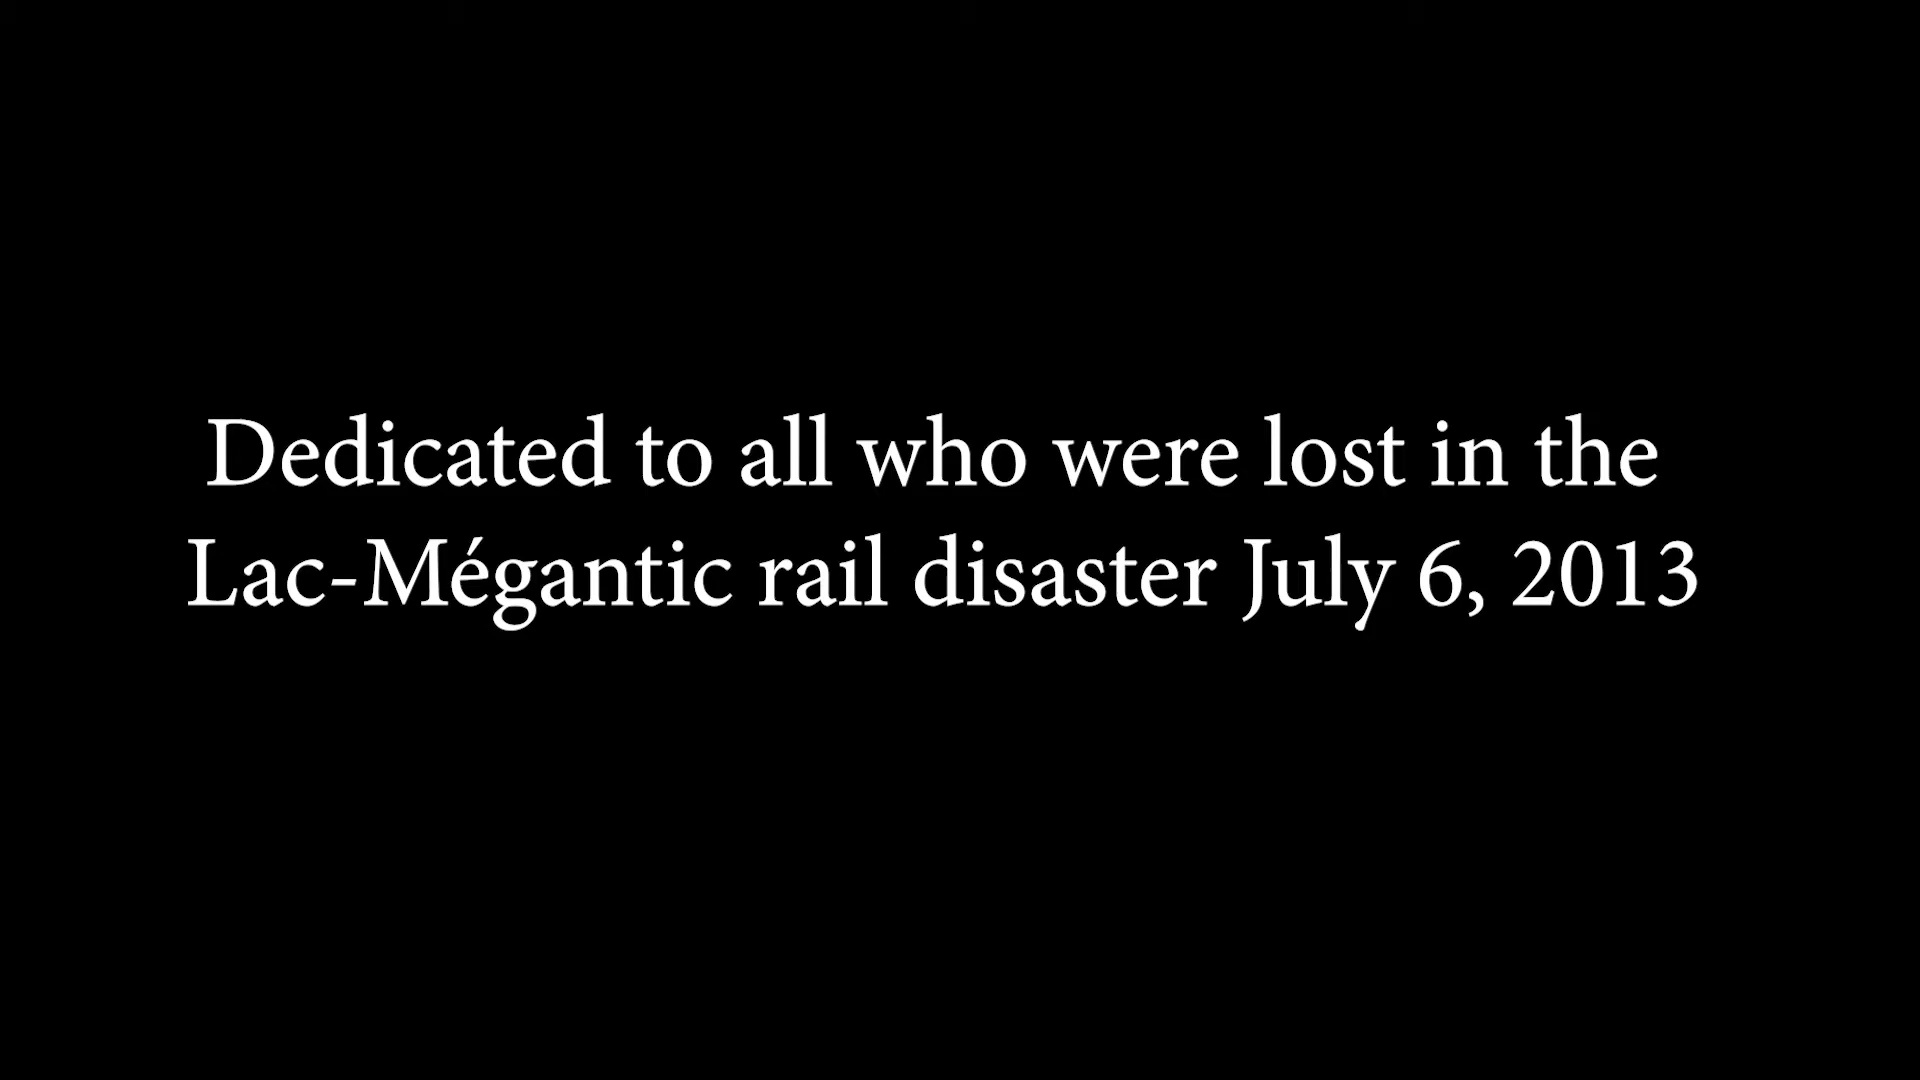 Dedicated to all who were lost in the
Lac-Mégantic rail disaster July 6, 2013